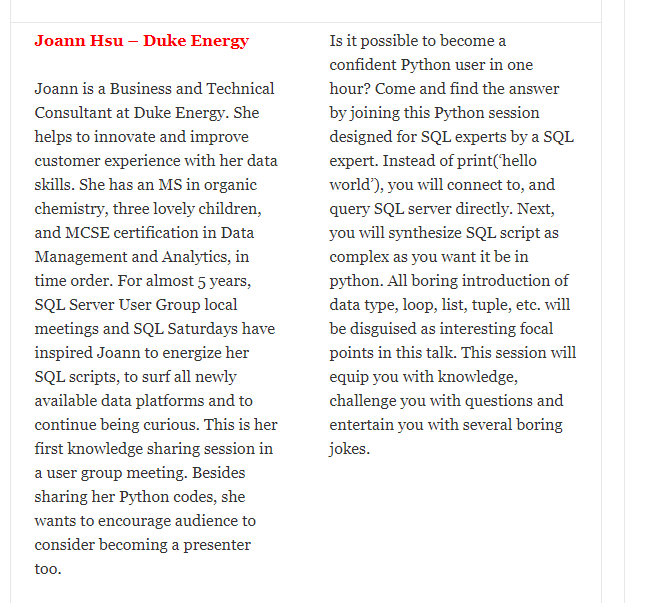 Joann Hsu – Duke Energy
Joann is a Business and Technical
Consultant at Duke Energy. She
helps to innovate and improve
customer experience with her data
skills. She has an MS in organic
chemistry, three lovely children,
and MCSE certification in Data
Management and Analytics, in
time order. For almost 5 years,
SQL Server User Group local
meetings and SQL Saturdays have
inspired Joann to energize her
SQL scripts, to surf all newly
available data platforms and to
continue being curious. This is her
first knowledge sharing session in
a user group meeting. Besides
sharing her Python codes, she
wants to encourage audience to
consider becoming a presenter
too.
Is it possible to become a
confident Python user in one
hour? Come and find the answer
by joining this Python session
designed for SQL experts by a SQL
expert. Instead of print(‘hello
world’), you will connect to, and
query SQL server directly. Next,
you will synthesize SQL script as
complex as you want it be in
python. All boring introduction of
data type, loop, list, tuple, etc. will
be disguised as interesting focal
points in this talk. This session will
equip you with knowledge,
challenge you with questions and
entertain you with several boring
jokes.